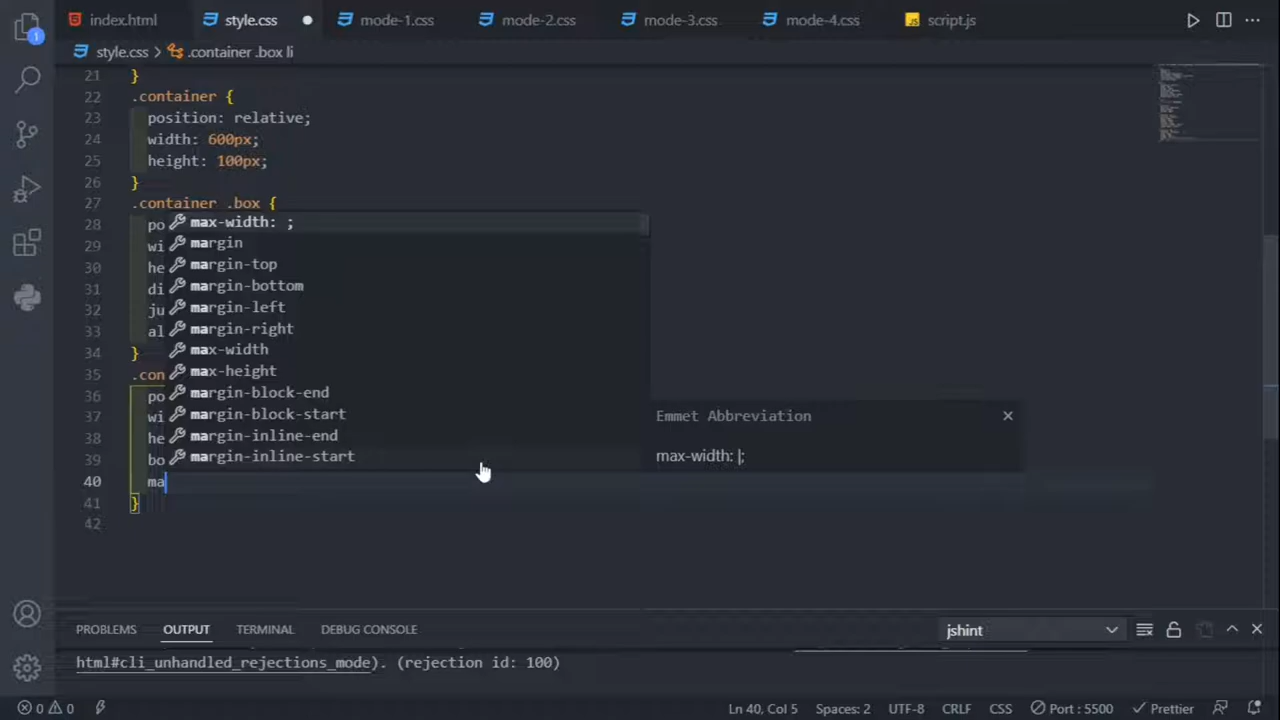 index.html style.css mode-1.css mode-2.css mode-3.css mode-4.css script.js
1
style.css > .container .box li
21 }
22 .container {
23 position: relative;
24 width: 600px;
25 height: 100px;
26 }
27 .container .box {
28 po max-width: ;
29 wi margin
30 he margin-top
31 di margin-bottom
32 ju margin-left
33 al margin-right
34 } max-width
35 .con max-height
36 po margin-block-end
37 wi margin-block-start
38 he margin-inline-end
39 bo margin-inline-start
40 ma
41 }
42
Emmet Abbreviation
max-width: |;
PROBLEMS OUTPUT TERMINAL DEBUG CONSOLE jshint
html#cli_unhandled_rejections_mode). (rejection id: 100)
0 0 Ln 40, Col 5 Spaces: 2 UTF-8 CRLF CSS Port : 5500 Prettier